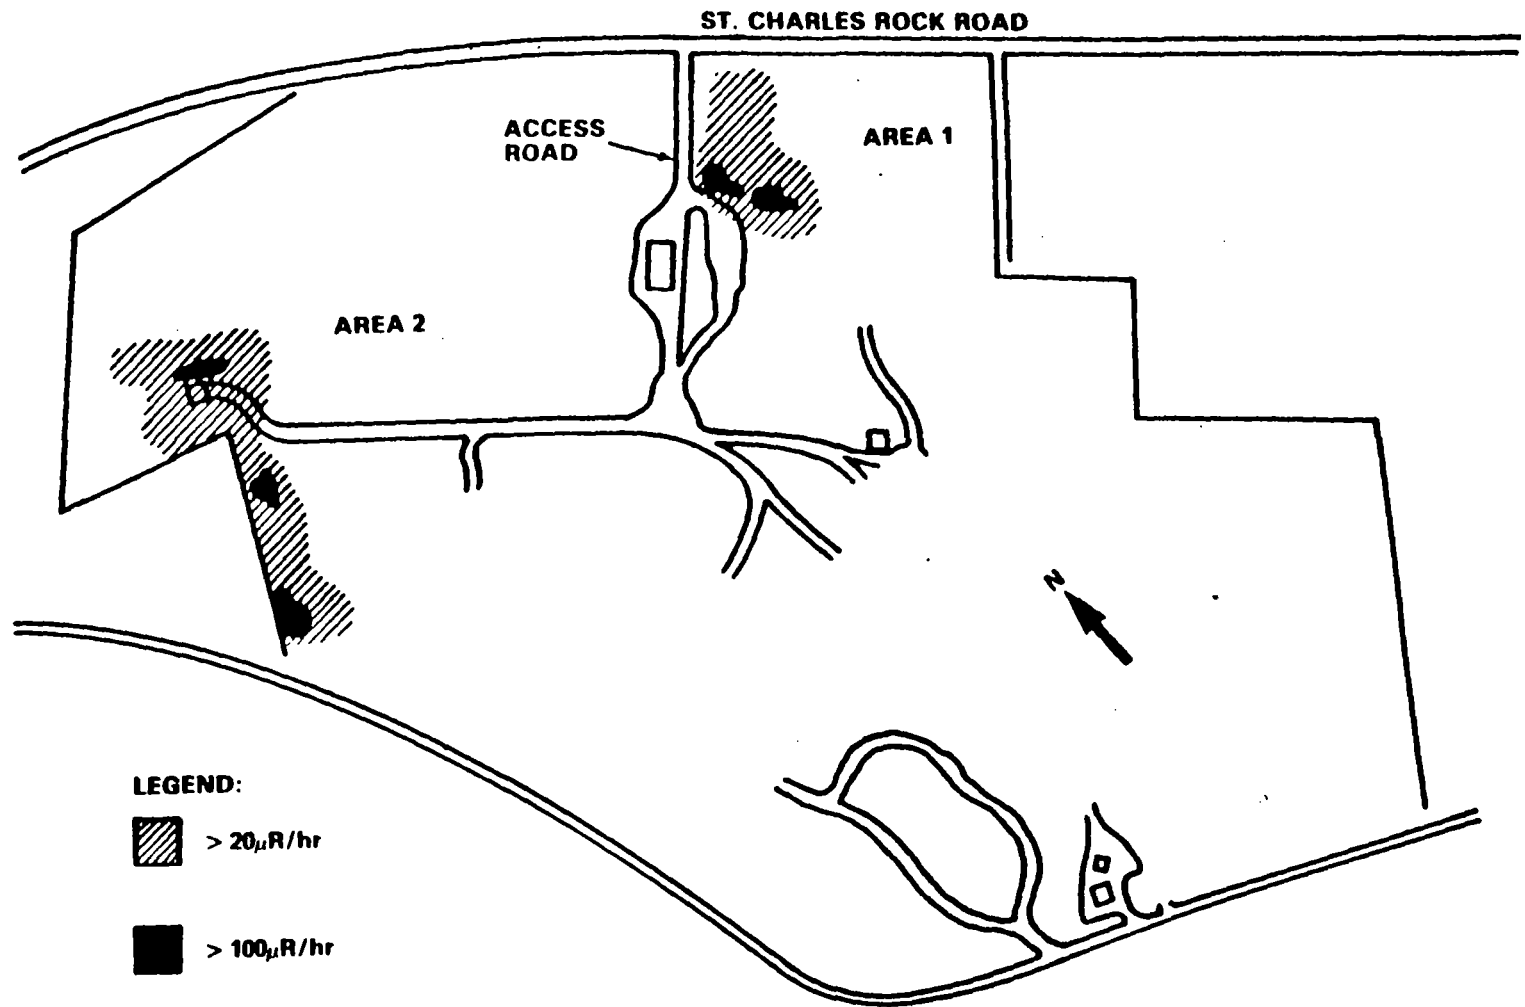 ST. CHARLES ROCK ROAD
ACCESS
ROAD
AREA 1
AREA 2
N
LEGEND:
> 20μR/hr
> 100μR/hr